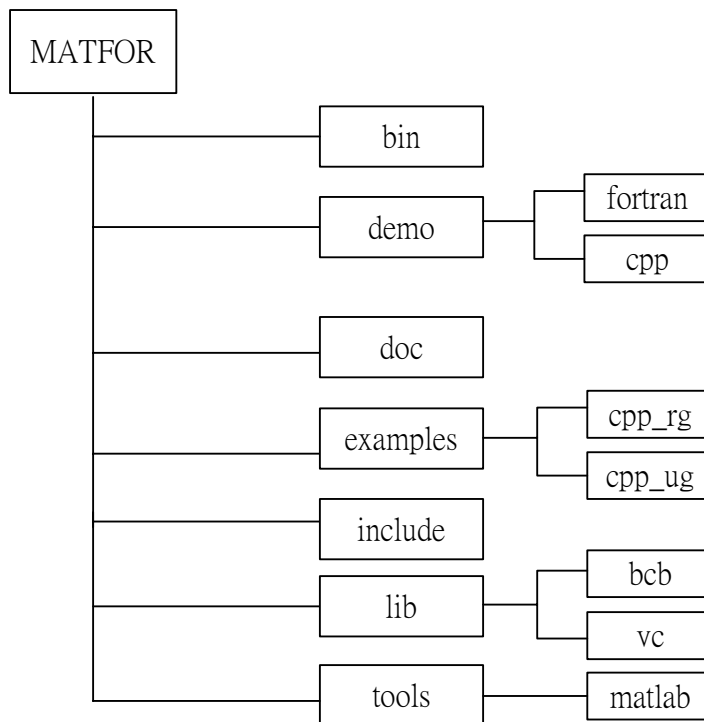 MATFOR
bin
demo
fortran
cpp
doc
examples
cpp_rg
cpp_ug
include
lib
bcb
vc
tools
matlab